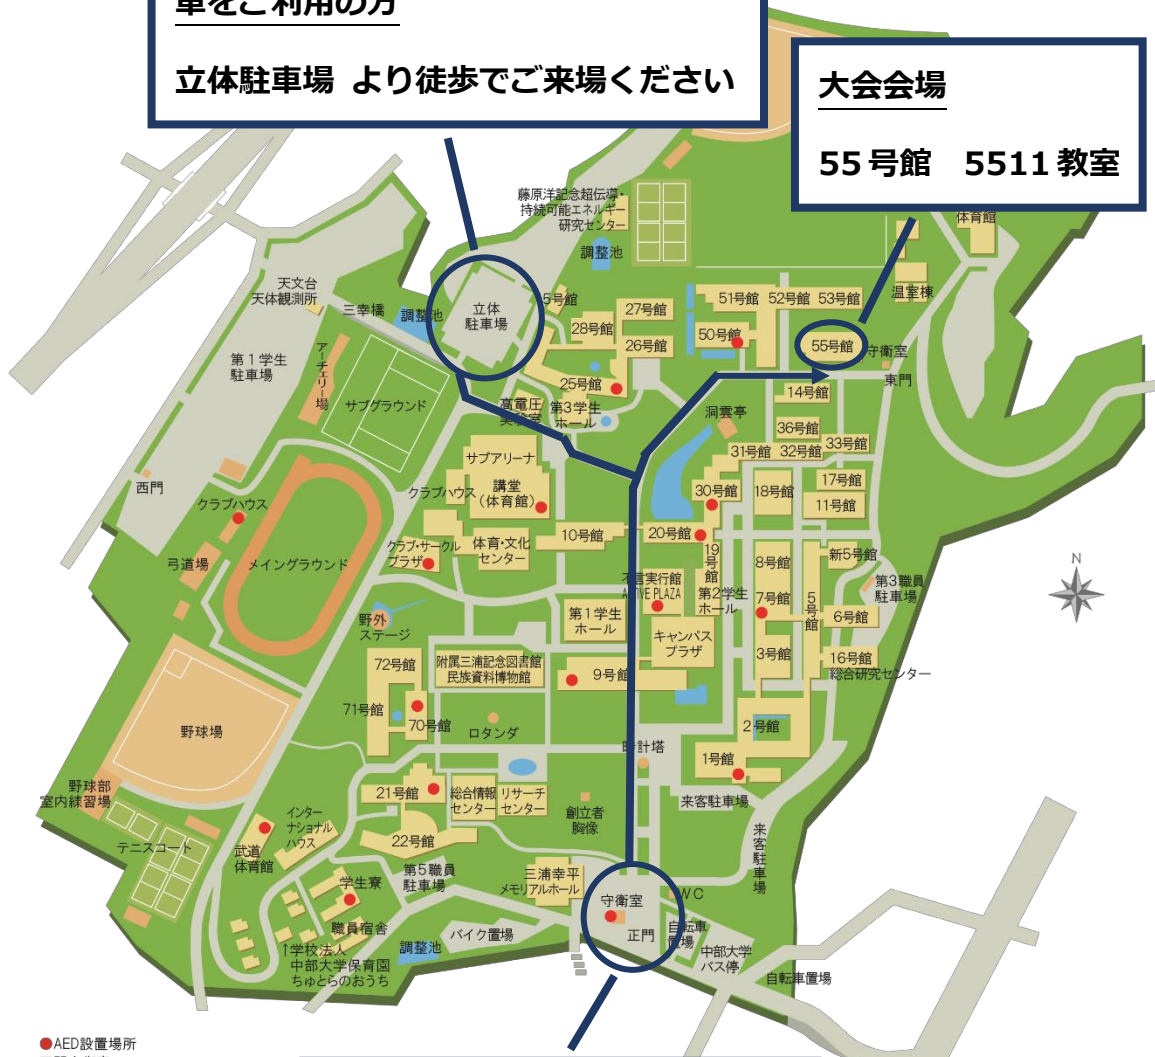 車をご利用の方
立体駐車場 より徒歩でご来場ください
大会会場
55号館 5511教室
藤原洋記念超伝導・
持続可能エネルギー
研究センター
調整池
体育館
温室棟
天文台
天体観測所
三幸橋
調整池
立体
駐車場
5号館
27号館
28号館
26号館
25号館
51号館
52号館
53号館
50号館
55号館
守衛室
東門
14号館
第1学生
駐車場
アーチェリー場
サブグラウンド
高電圧
実験室
第3学生
ホール
洞雲亭
36号館
31号館
32号館
33号館
サブアリーナ
講堂
(体育館)
クラブハウス
30号館
18号館
17号館
11号館
西門
クラブハウス
弓道場
メイングラウンド
クラブ・サークル
プラザ
体育・文化
センター
10号館
20号館
19号館
8号館
新5号館
第3職員
駐車場
不言実行館
ACTIVE PLAZA
第2学生
ホール
7号館
5号館
6号館
野外
ステージ
第1学生
ホール
キャンパス
プラザ
3号館
16号館
総合研究センター
72号館
附属三浦記念図書館
民族資料博物館
9号館
71号館
70号館
ロタンダ
2号館
野球場
時計塔
1号館
来客駐車場
野球部
室内練習場
21号館
総合情報
センター
リサーチ
センター
創立者
胸像
来客駐車場
インター
ナショナル
ハウス
テニスコート
武道
体育館
22号館
第5職員
駐車場
三浦幸平
メモリアルホール
学生寮
守衛室
WC
職員宿舎
バイク置場
正門
自転車
置場
中部大学
バス停
↑学校法人
中部大学保育園
ちゅとらのおうち
調整池
自転車置場
N
●AED設置場所